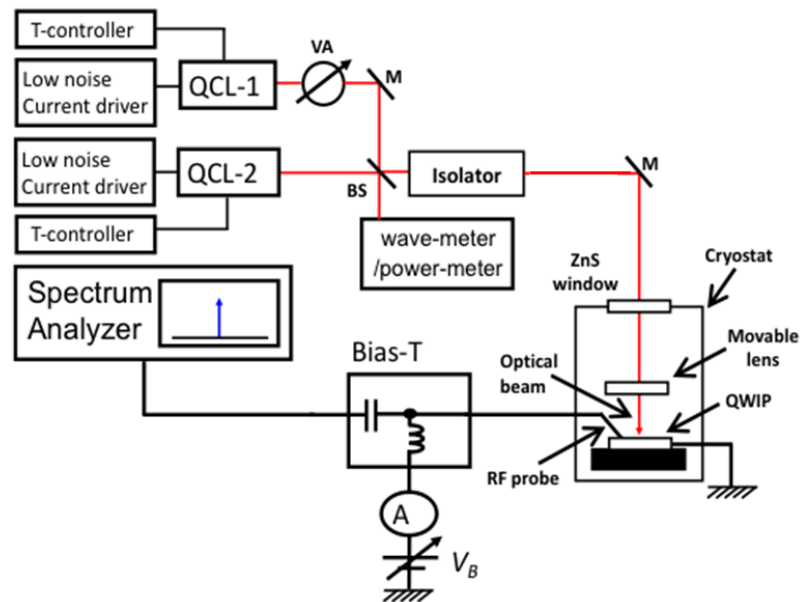 T-controller
VA
Low noise
Current driver
QCL-1
M
Low noise
Current driver
QCL-2
BS
Isolator
M
T-controller
wave-meter
/power-meter
ZnS
window
Cryostat
Spectrum
Analyzer
Bias-T
Optical
beam
Movable
lens
QWIP
RF probe
A
VB